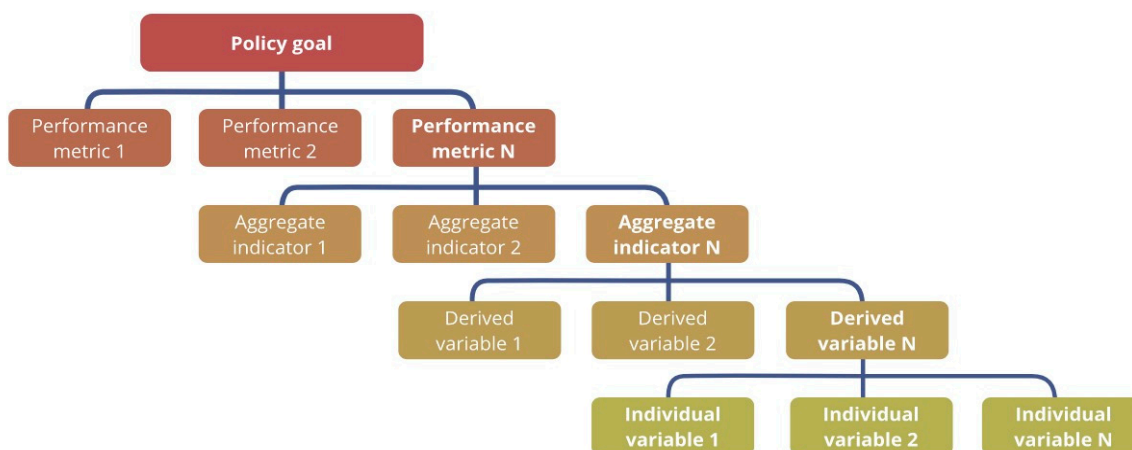 Policy goal
Performance
metric 1
Performance
metric 2
Performance
metric N
Aggregate
indicator 1
Aggregate
indicator 2
Aggregate
indicator N
Derived
variable 1
Derived
variable 2
Derived
variable N
Individual
variable 1
Individual
variable 2
Individual
variable N